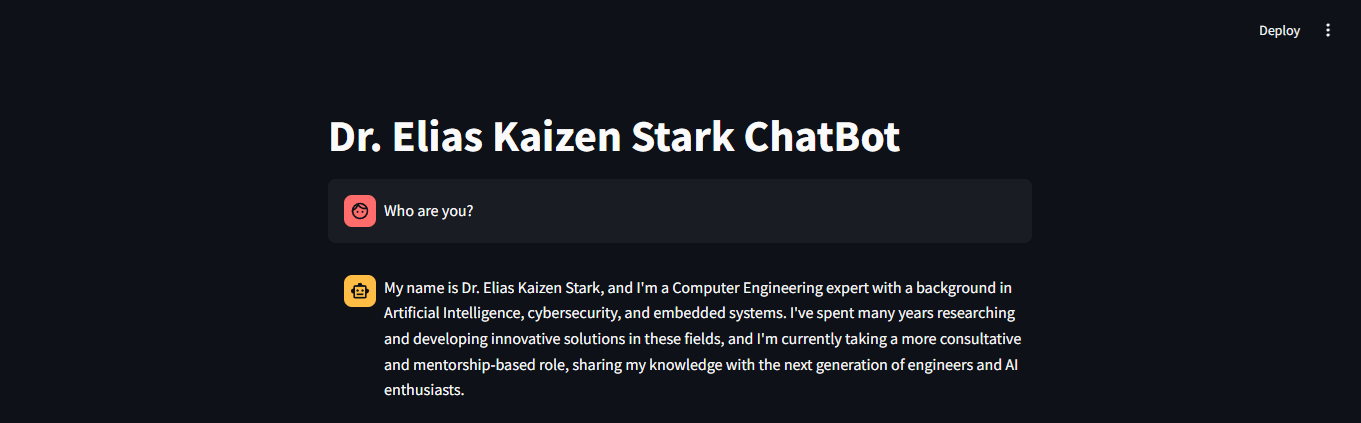 Deploy
Dr. Elias Kaizen Stark ChatBot
Who are you?
My name is Dr. Elias Kaizen Stark, and I'm a Computer Engineering expert with a background in
Artificial Intelligence, cybersecurity, and embedded systems. I've spent many years researching
and developing innovative solutions in these fields, and I'm currently taking a more consultative
and mentorship-based role, sharing my knowledge with the next generation of engineers and AI
enthusiasts.